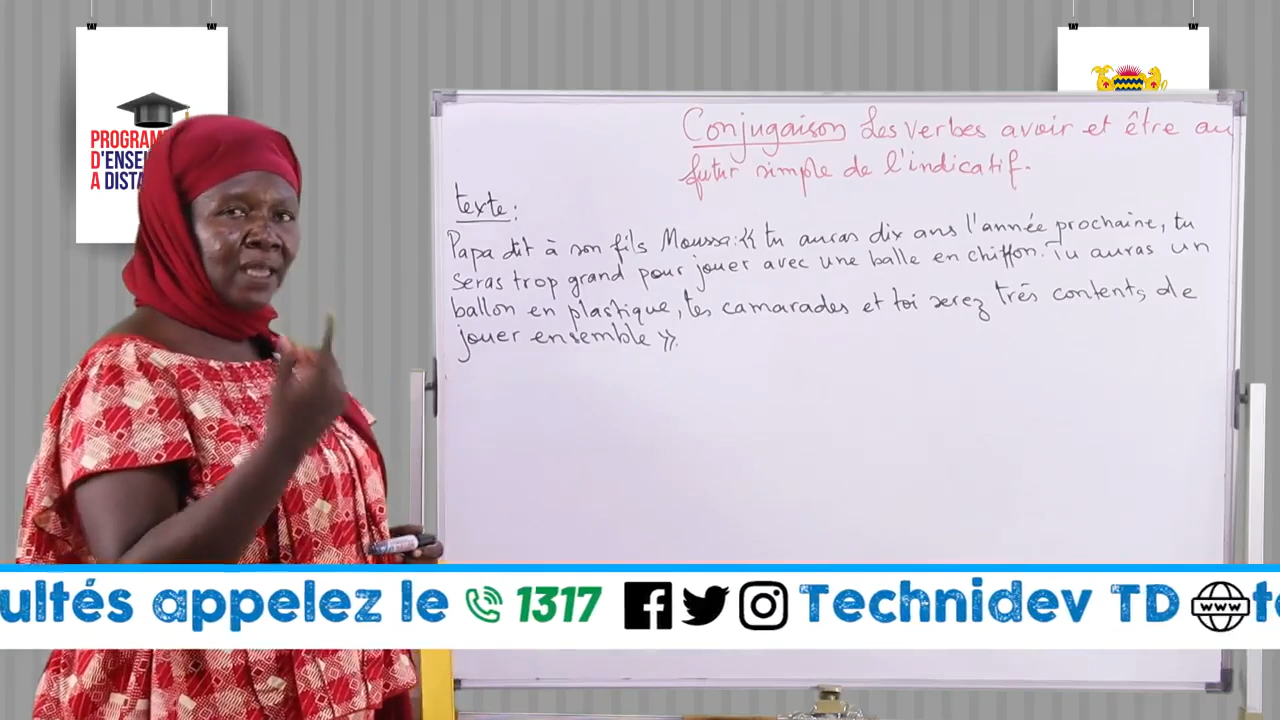 PROGRAM
D'ENSEI
A DISTA
Conjugaison des verbes avoir et être au
futur simple de l'indicatif.
texte:
Papa dit à son fils Moussa: « tu auras dix ans l'année prochaine, tu
seras trop grand pour jouer avec une balle en chiffon. Tu auras un
ballon en plastique, tes camarades et toi serez très contents de
jouer ensemble ».
ultés appelez le 1317 Technidev TD www te